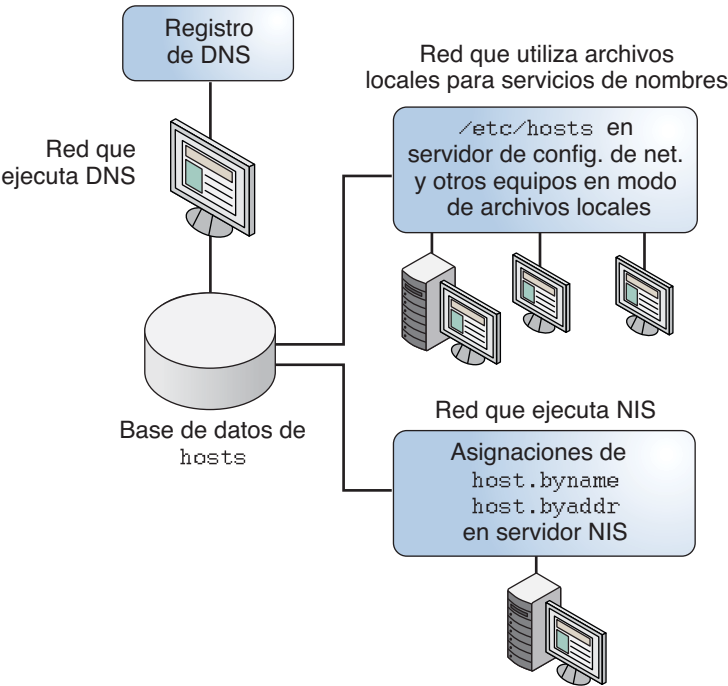 Registro
de DNS
Red que
ejecuta DNS
Base de datos de
hosts
Red que utiliza archivos
locales para servicios de nombres
/etc/hosts en
servidor de config. de net.
y otros equipos en modo
de archivos locales
Red que ejecuta NIS
Asignaciones de
host.byname
host.byaddr
en servidor NIS